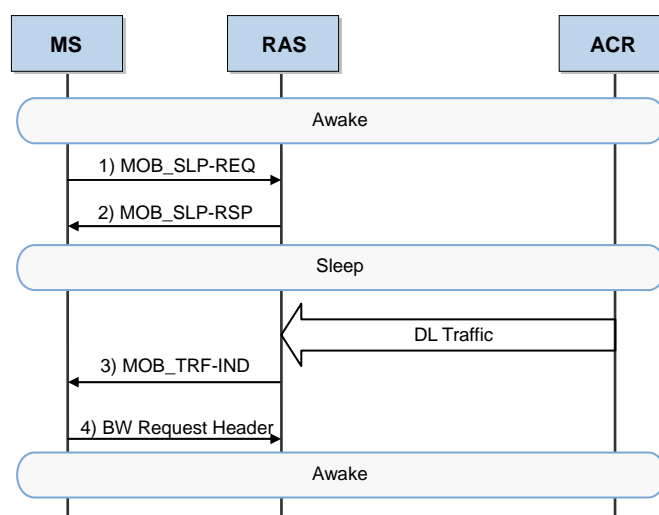 MS
RAS
ACR
Awake
1) MOB_SLP-REQ
2) MOB_SLP-RSP
Sleep
DL Traffic
3) MOB_TRF-IND
4) BW Request Header
Awake